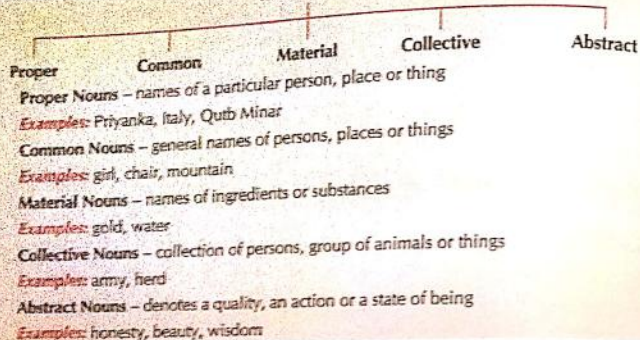 Proper Common Material Collective Abstract
Proper Nouns – names of a particular person, place or thing
Examples: Priyanka, Italy, Qutb Minar
Common Nouns – general names of persons, places or things
Examples: girl, chair, mountain
Material Nouns – names of ingredients or substances
Examples: gold, water
Collective Nouns – collection of persons, group of animals or things
Examples: army, herd
Abstract Nouns – denotes a quality, an action or a state of being
Examples: honesty, beauty, wisdom